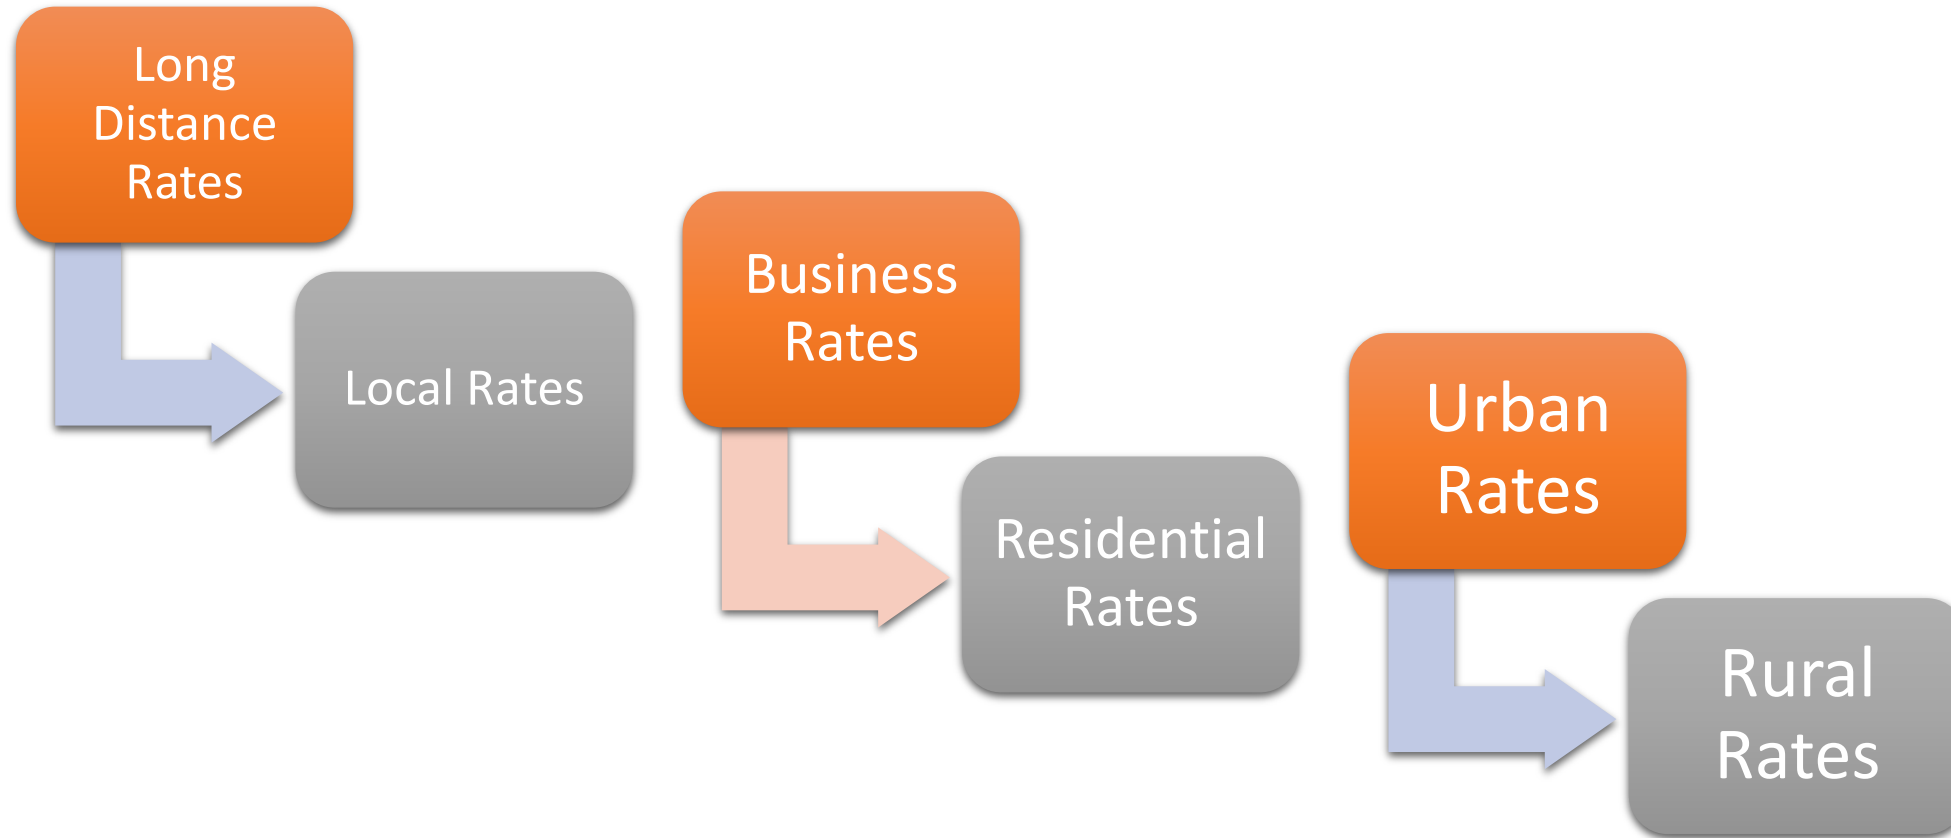 Long
Distance
Rates
Local Rates
Business
Rates
Residential
Rates
Urban
Rates
Rural
Rates